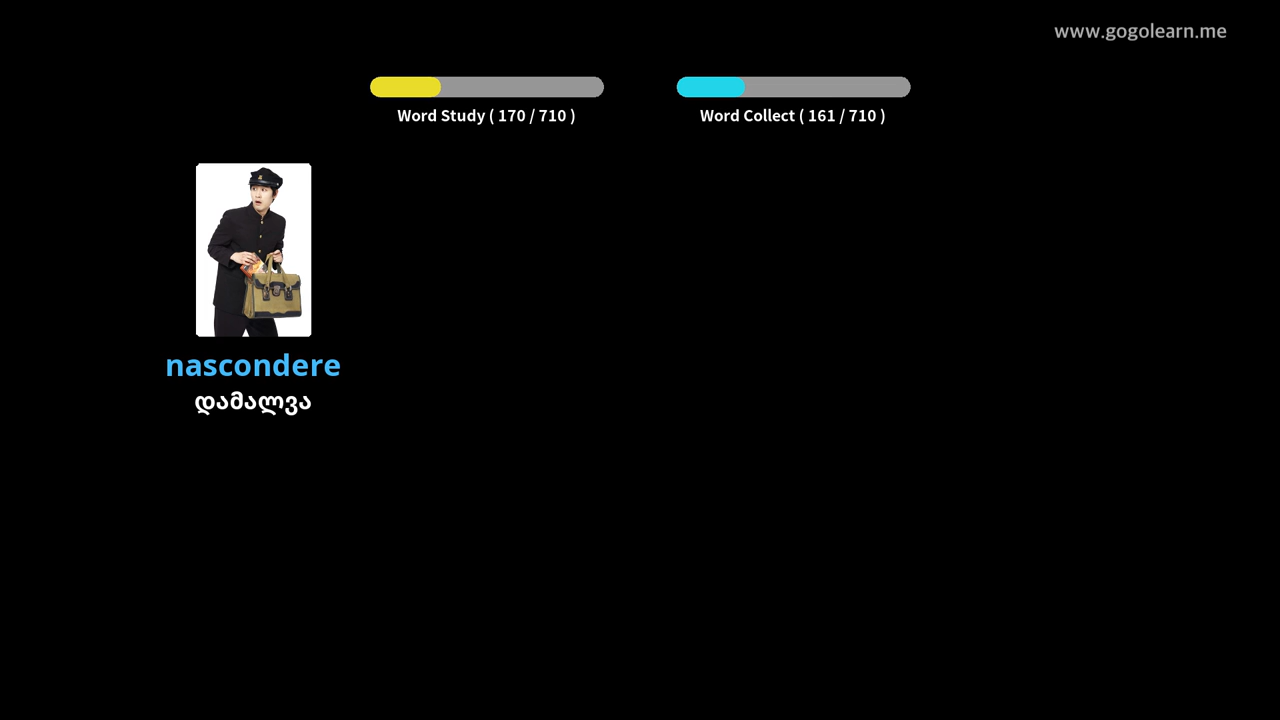 www.gogolearn.me
Word Study ( 170 / 710 )
Word Collect ( 161 / 710 )
nascondere
დამალვა